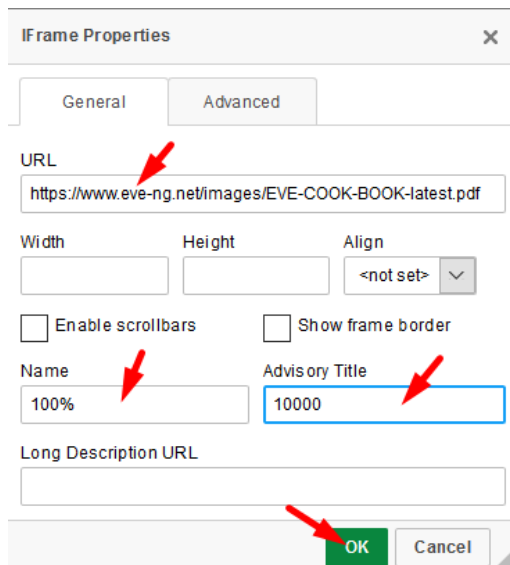 IFrame Properties
General Advanced
URL
https://www.eve-ng.net/images/EVE-COOK-BOOK-latest.pdf
Width Height Align
<not set>
Enable scrollbars Show frame border
Name Advisory Title
100% 10000
Long Description URL
OK Cancel